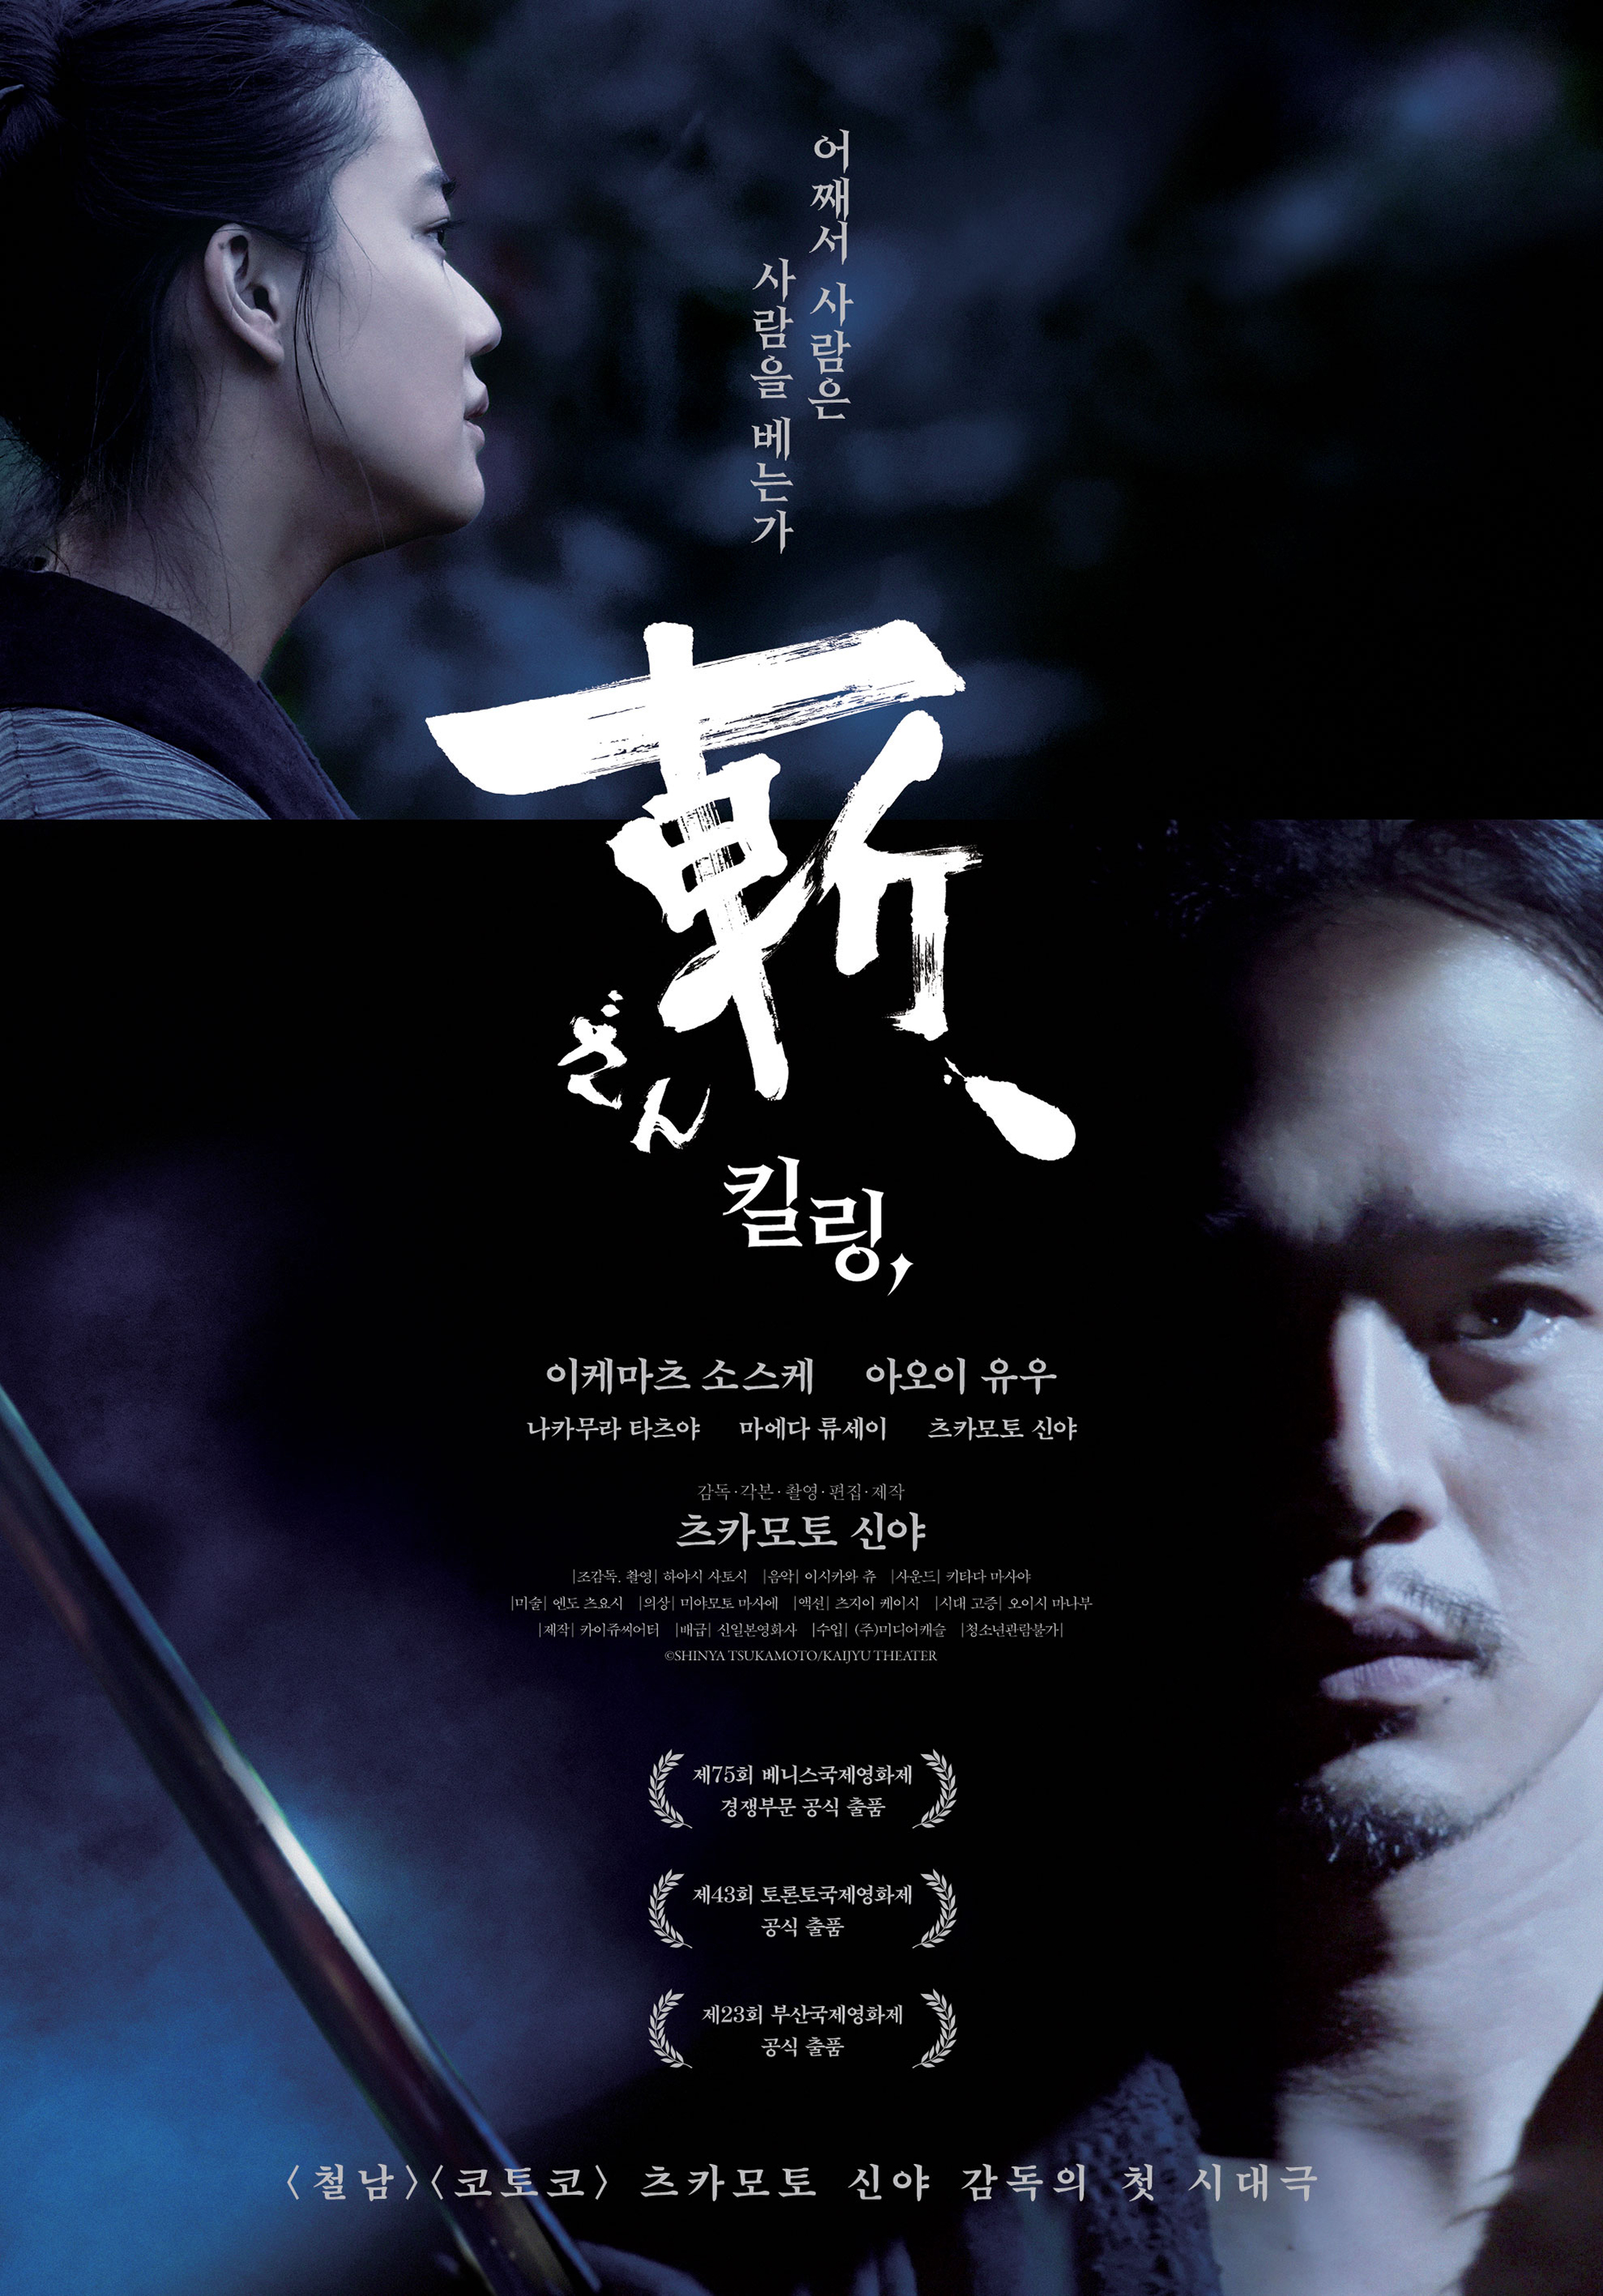 어째서 사람은
사람을 베는가
斬、
ざん
킬링,
이케마츠 소스케 아오이 유우
나카무라 타츠야 마에다 류세이 츠카모토 신야
감독·각본·촬영·편집·제작
츠카모토 신야
|조감독. 촬영| 하야시 사토시 |음악| 이시카와 츄 |사운드| 키타다 마사야
|미술| 엔도 츠요시 |의상| 미야모토 마사에 |액션| 츠지이 케이시 |시대 고증| 오이시 마나부
|제작| 카이쥬씨어터 |배급| 신일본영화사 |수입| (주)미디어캐슬 |청소년관람불가|
©SHINYA TSUKAMOTO/KAIJYU THEATER
제75회 베니스국제영화제
경쟁부문 공식 출품
제43회 토론토국제영화제
공식 출품
제23회 부산국제영화제
공식 출품
〈철남〉〈코토코〉 츠카모토 신야 감독의 첫 시대극